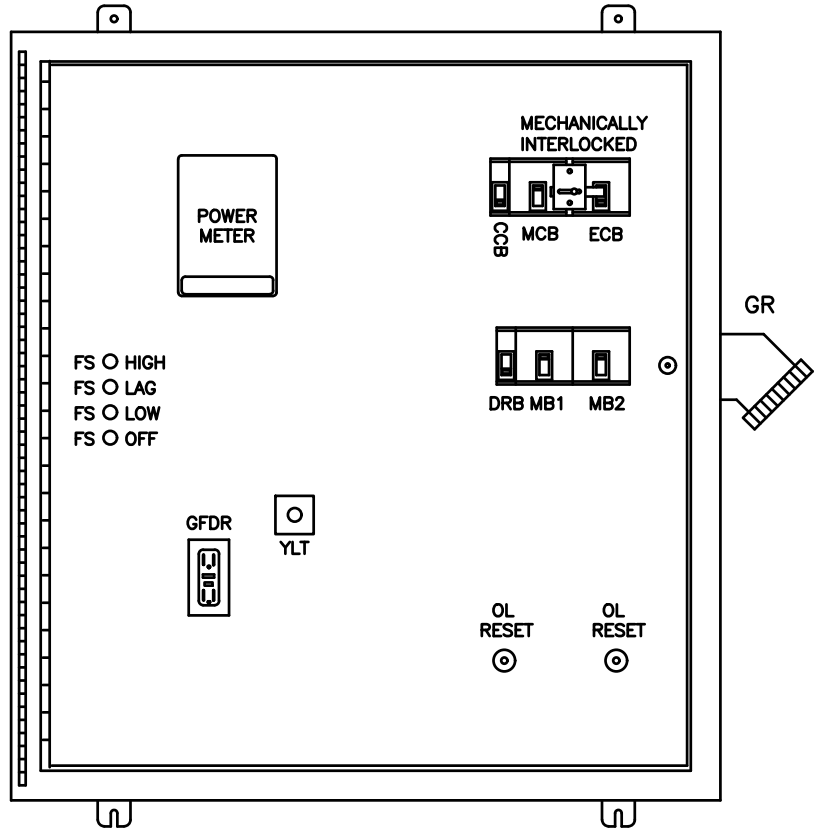 MECHANICALLY
INTERLOCKED
POWER
METER
CCB MCB ECB
GR
FS HIGH
FS LAG
FS LOW
FS OFF
DRB MB1 MB2
GFDR
YLT
OL
RESET
OL
RESET